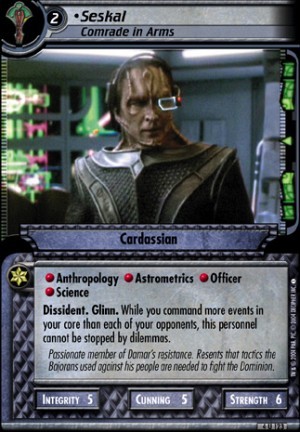 2
•Seskal
Comrade in Arms
Cardassian
Anthropology Astrometrics Officer
Science
Dissident. Glinn. While you command more events in
your core than each of your opponents, this personnel
cannot be stopped by dilemmas.
Passionate member of Damar's resistance. Resents that tactics the
Bajorans used against his people are needed to fight the Dominion.
INTEGRITY 5 CUNNING 5 STRENGTH 6